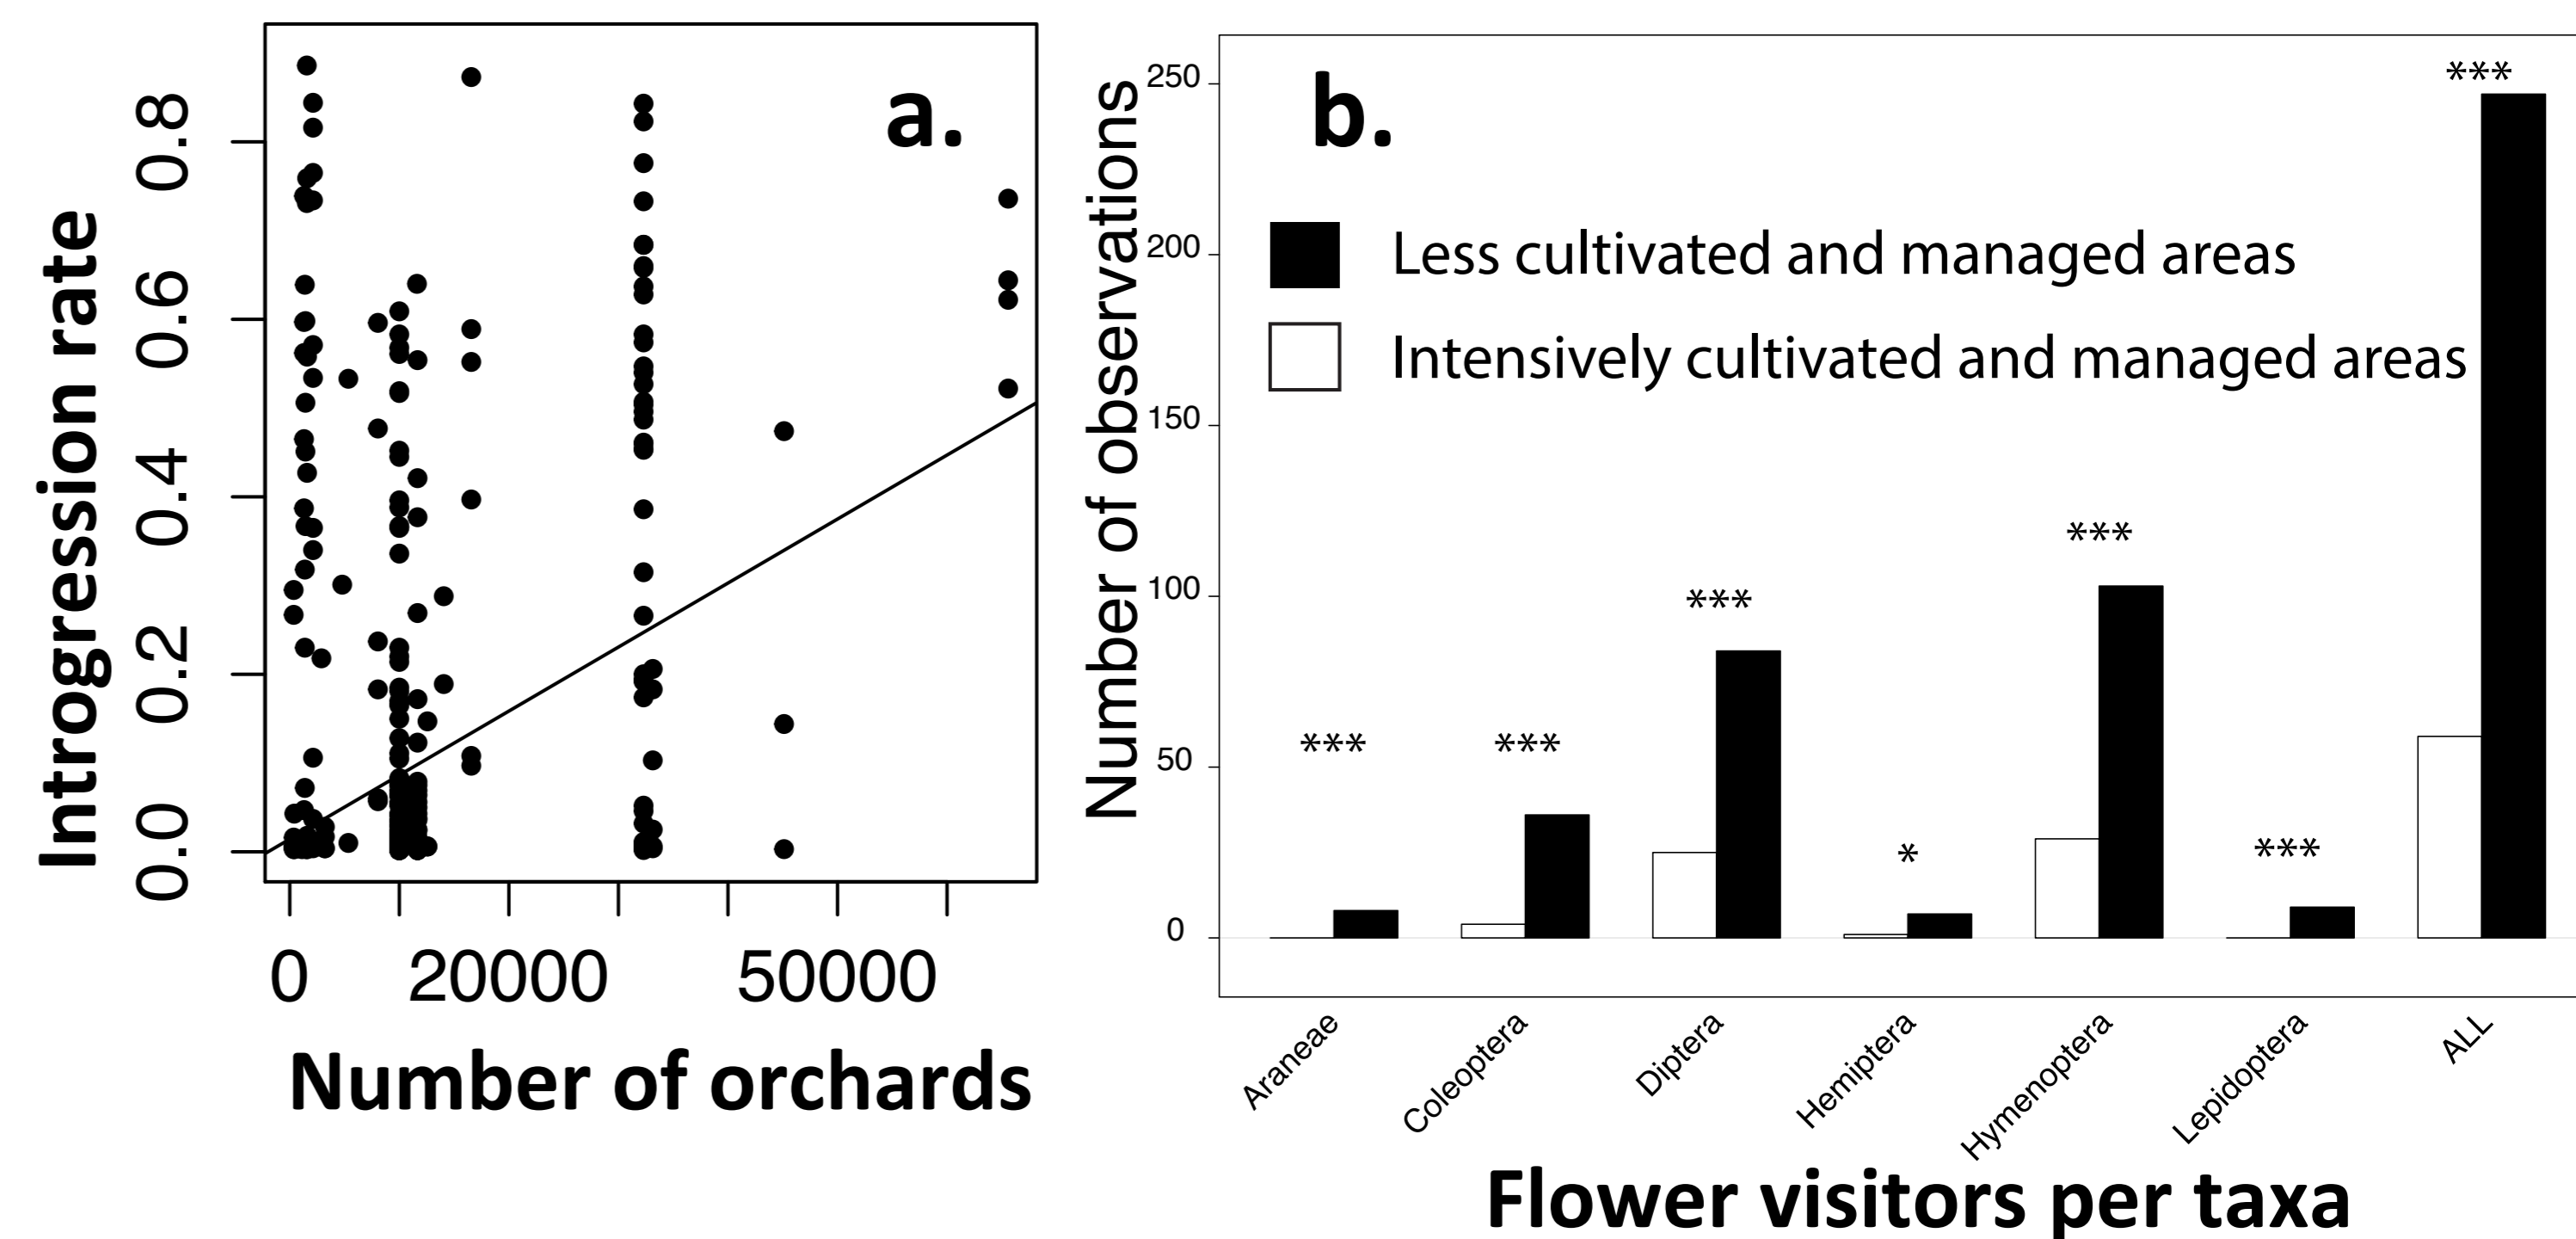 a.
Introgression rate
0.8
0.6
0.4
0.2
0.0
0 20000 50000
Number of orchards
b.
Number of observations
250
200
150
100
50
0
Less cultivated and managed areas
Intensively cultivated and managed areas
***
***
***
*
***
***
***
Araneae
Coleoptera
Diptera
Hemiptera
Hymenoptera
Lepidoptera
ALL
Flower visitors per taxa